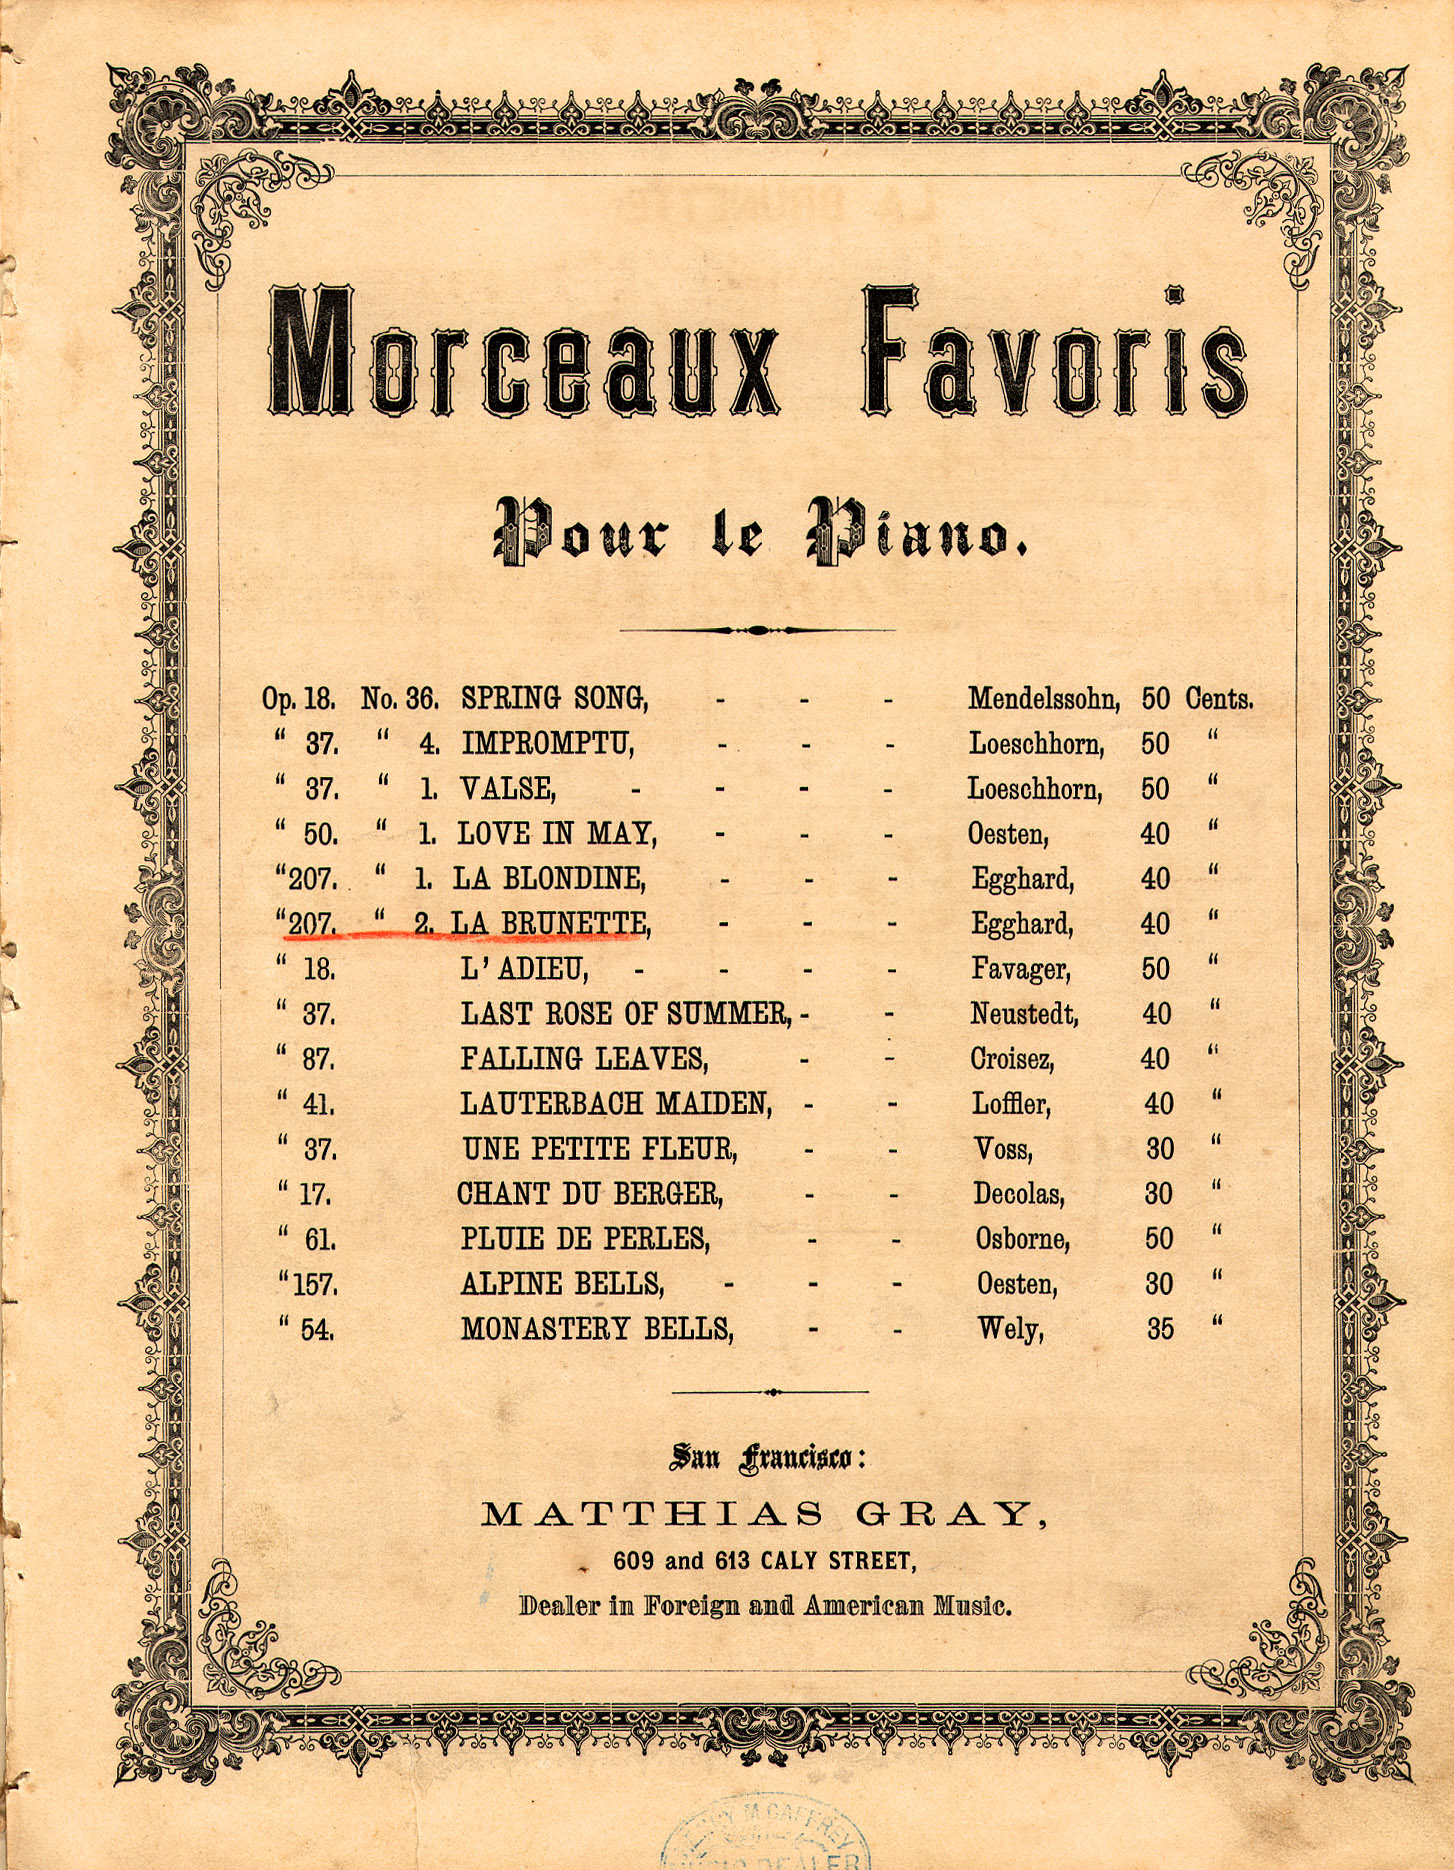 Morceaux Favoris
Pour le Piano.
Op. 18. No. 36. SPRING SONG, - - - Mendelssohn, 50 Cents.
" 37. " 4. IMPROMPTU, - - - Loeschhorn, 50 "
" 37. " 1. VALSE, - - - - Loeschhorn, 50 "
" 50. " 1. LOVE IN MAY, - - - Oesten, 40 "
"207. " 1. LA BLONDINE, - - - Egghard, 40 "
"207. " 2. LA BRUNETTE, - - - Egghard, 40 "
" 18. L' ADIEU, - - - - Favager, 50 "
" 37. LAST ROSE OF SUMMER, - - Neustedt, 40 "
" 87. FALLING LEAVES, - - Croisez, 40 "
" 41. LAUTERBACH MAIDEN, - - Loffler, 40 "
" 37. UNE PETITE FLEUR, - - Voss, 30 "
" 17. CHANT DU BERGER, - - Decolas, 30 "
" 61. PLUIE DE PERLES, - - Osborne, 50 "
"157. ALPINE BELLS, - - - Oesten, 30 "
" 54. MONASTERY BELLS, - - Wely, 35 "
San Francisco:
MATTHIAS GRAY,
609 and 613 CALY STREET,
Dealer in Foreign and American Music.
M. CAFFREY
DEALER